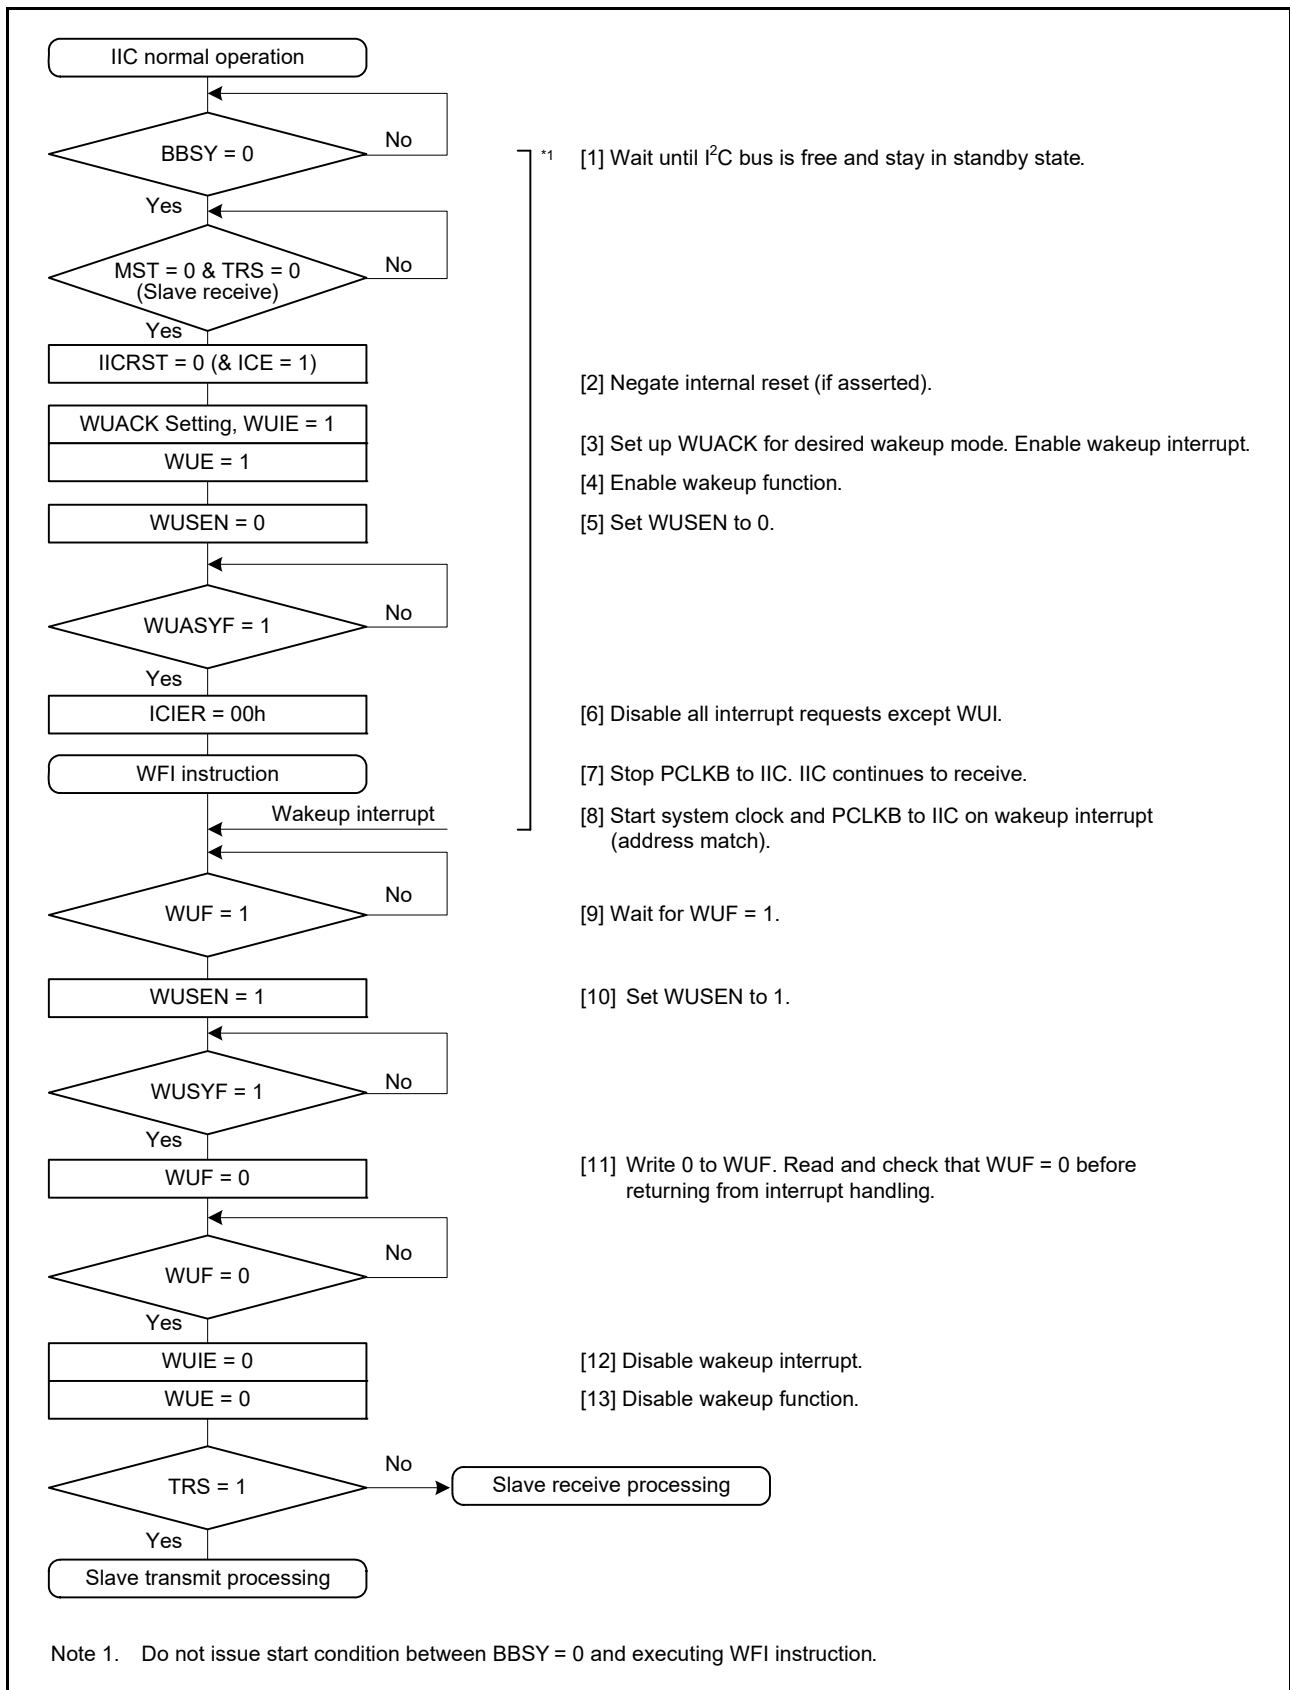 IIC normal operation
BBSY = 0
No
*1
[1] Wait until I²C bus is free and stay in standby state.
Yes
MST = 0 & TRS = 0
(Slave receive)
No
Yes
IICRST = 0 (& ICE = 1)
[2] Negate internal reset (if asserted).
WUACK Setting, WUIE = 1
[3] Set up WUACK for desired wakeup mode. Enable wakeup interrupt.
WUE = 1
[4] Enable wakeup function.
WUSEN = 0
[5] Set WUSEN to 0.
WUASYF = 1
No
Yes
ICIER = 00h
[6] Disable all interrupt requests except WUI.
WFI instruction
[7] Stop PCLKB to IIC. IIC continues to receive.
Wakeup interrupt
[8] Start system clock and PCLKB to IIC on wakeup interrupt
(address match).
WUF = 1
No
[9] Wait for WUF = 1.
WUSEN = 1
[10] Set WUSEN to 1.
WUSYF = 1
No
Yes
WUF = 0
[11] Write 0 to WUF. Read and check that WUF = 0 before
returning from interrupt handling.
WUF = 0
No
Yes
WUIE = 0
[12] Disable wakeup interrupt.
WUE = 0
[13] Disable wakeup function.
TRS = 1
No
Slave receive processing
Yes
Slave transmit processing
Note 1. Do not issue start condition between BBSY = 0 and executing WFI instruction.